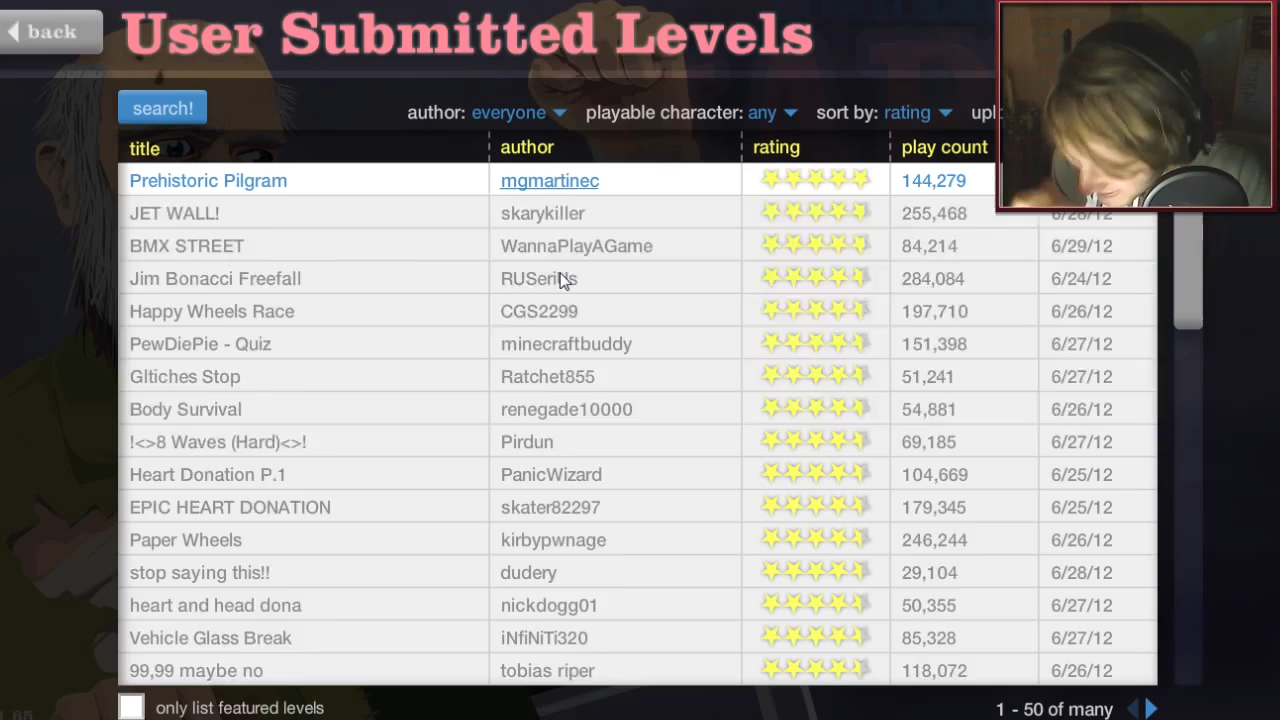 back
User Submitted Levels
search!
author: everyone playable character: any sort by: rating upl
title author rating play count
Prehistoric Pilgram mgmartinec 144,279
JET WALL! skarykiller 255,468 6/28/12
BMX STREET WannaPlayAGame 84,214 6/29/12
Jim Bonacci Freefall 284,084 6/24/12
Happy Wheels Race CGS2299 197,710 6/26/12
PewDiePie - Quiz minecraftbuddy 151,398 6/27/12
Gltiches Stop Ratchet855 51,241 6/27/12
Body Survival renegade10000 54,881 6/26/12
!<>8 Waves (Hard)<>! Pirdun 69,185 6/27/12
Heart Donation P.1 PanicWizard 104,669 6/25/12
EPIC HEART DONATION skater82297 179,345 6/25/12
Paper Wheels kirbypwnage 246,244 6/26/12
stop saying this!! dudery 29,104 6/28/12
heart and head dona nickdogg01 50,355 6/27/12
Vehicle Glass Break iNfiNiTi320 85,328 6/27/12
99,99 maybe no tobias riper 118,072 6/26/12
only list featured levels 1 - 50 of many